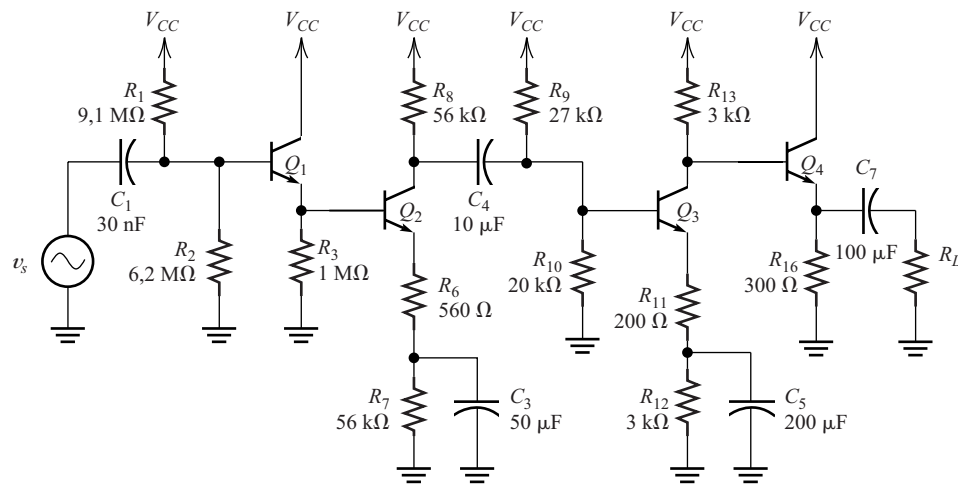 V_CC V_CC V_CC V_CC V_CC V_CC
R_1
9,1 MΩ
R_8
56 kΩ
R_9
27 kΩ
R_13
3 kΩ
Q_1
Q_4
C_1
30 nF
C_4
10 μF
C_7
100 μF
Q_2
Q_3
v_s
R_2
6,2 MΩ
R_3
1 MΩ
R_10
20 kΩ
R_16
300 Ω
R_L
R_6
560 Ω
R_11
200 Ω
R_7
56 kΩ
C_3
50 μF
R_12
3 kΩ
C_5
200 μF